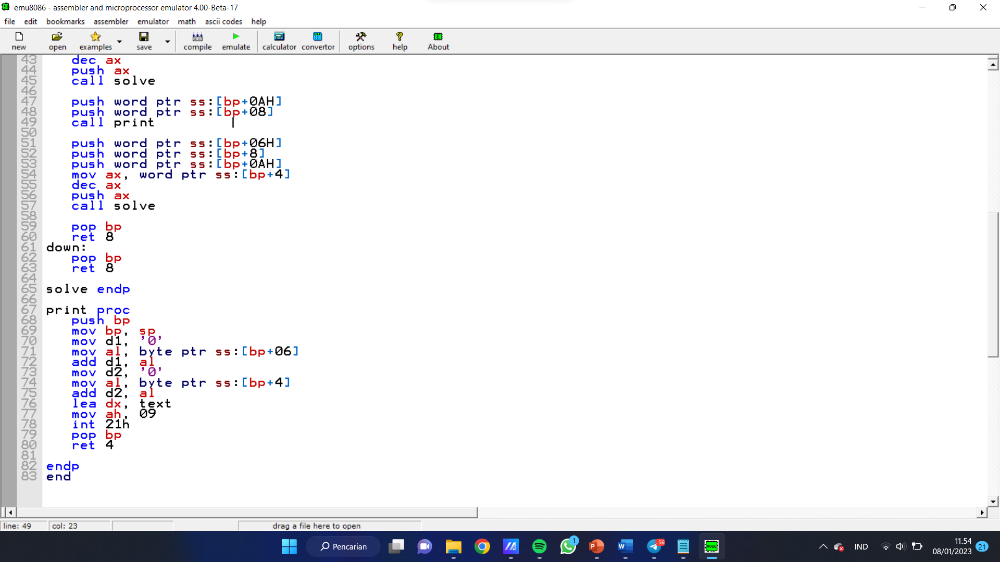 emu8086 - assembler and microprocessor emulator 4.00-Beta-17
file edit bookmarks assembler emulator math ascii codes help
new open examples save compile emulate calculator convertor options help About
43 dec ax
44 push ax
45 call solve
46
47 push word ptr ss:[bp+0AH]
48 push word ptr ss:[bp+08]
49 call print
50
51 push word ptr ss:[bp+06H]
52 push word ptr ss:[bp+8]
53 push word ptr ss:[bp+0AH]
54 mov ax, word ptr ss:[bp+4]
55 dec ax
56 push ax
57 call solve
58
59 pop bp
60 ret 8
61 down:
62 pop bp
63 ret 8
64
65 solve endp
66
67 print proc
68 push bp
69 mov bp, sp
70 mov d1, '0'
71 mov al, byte ptr ss:[bp+06]
72 add d1, al
73 mov d2, '0'
74 mov al, byte ptr ss:[bp+4]
75 add d2, al
76 lea dx, text
77 mov ah, 09
78 int 21h
79 pop bp
80 ret 4
81
82 endp
83 end
line: 49 col: 23 drag a file here to open
Pencarian 1 ..56 8086 IND 11.54
08/01/2023 21